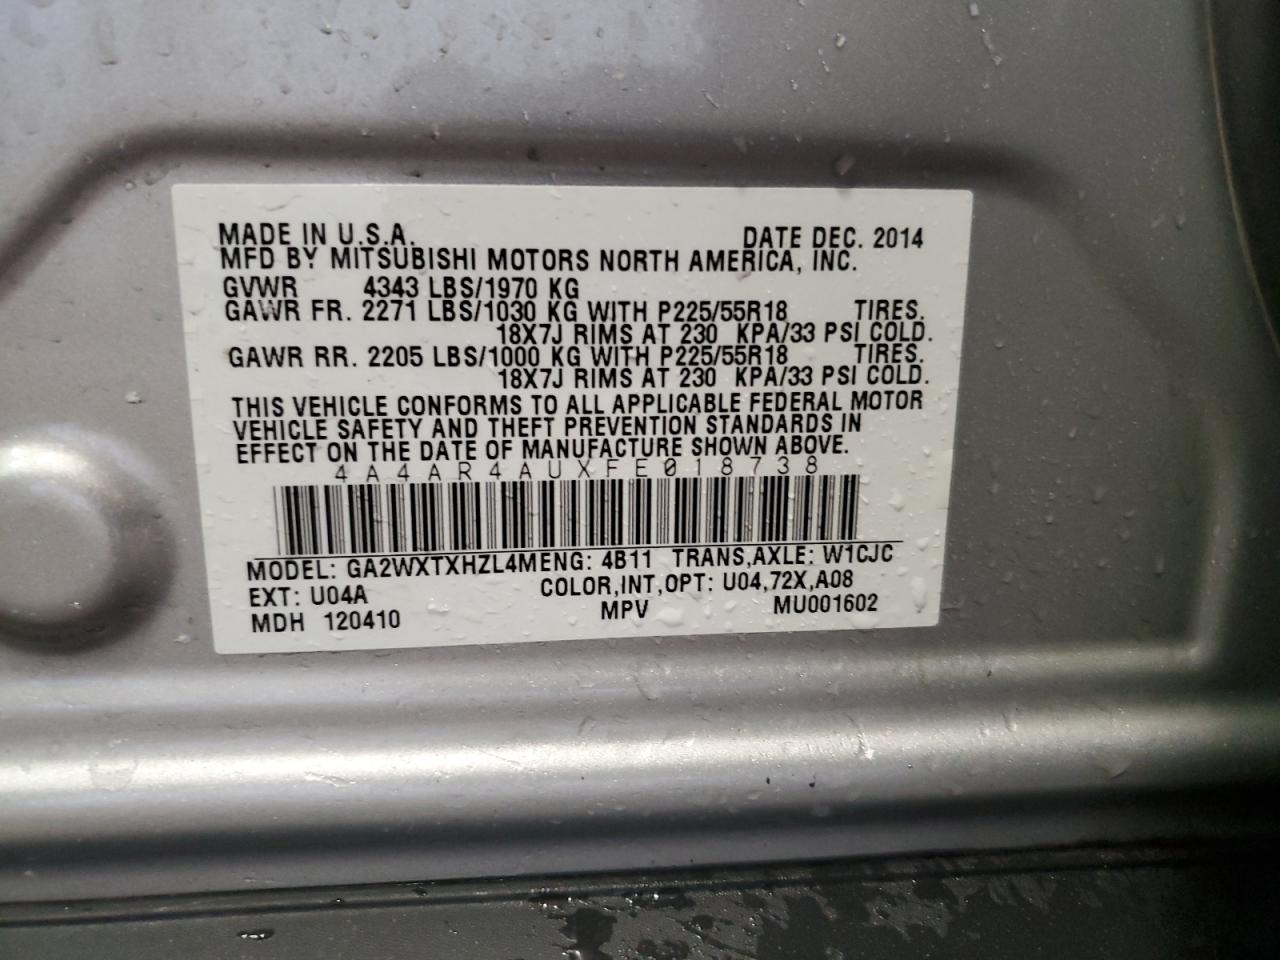 MADE IN U.S.A. DATE DEC. 2014
MFD BY MITSUBISHI MOTORS NORTH AMERICA, INC.
GVWR 4343 LBS/1970 KG
GAWR FR. 2271 LBS/1030 KG WITH P225/55R18 TIRES.
18X7J RIMS AT 230 KPA/33 PSI COLD.
GAWR RR. 2205 LBS/1000 KG WITH P225/55R18 TIRES.
18X7J RIMS AT 230 KPA/33 PSI COLD.
THIS VEHICLE CONFORMS TO ALL APPLICABLE FEDERAL MOTOR
VEHICLE SAFETY AND THEFT PREVENTION STANDARDS IN
EFFECT ON THE DATE OF MANUFACTURE SHOWN ABOVE.
4A4AR4AUXFE018738
MODEL: GA2WXTXHZL4MENG: 4B11 TRANS,AXLE: W1CJC
EXT: U04A COLOR,INT,OPT: U04,72X,A08
MDH 120410 MPV MU001602